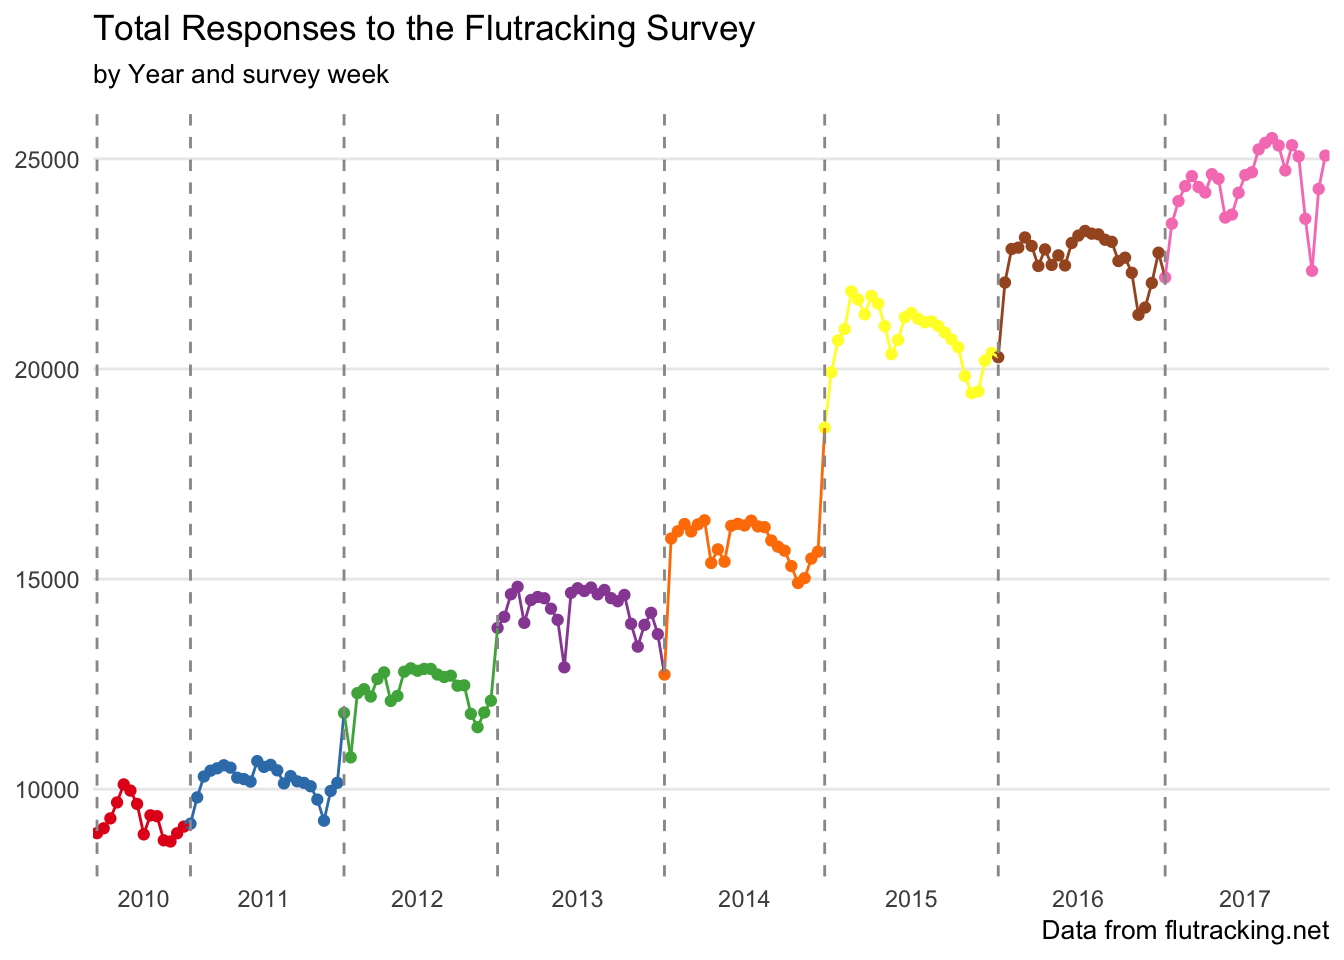 Total Responses to the Flutracking Survey
by Year and survey week
25000
20000
15000
10000
2010 2011 2012 2013 2014 2015 2016 2017
Data from flutracking.net